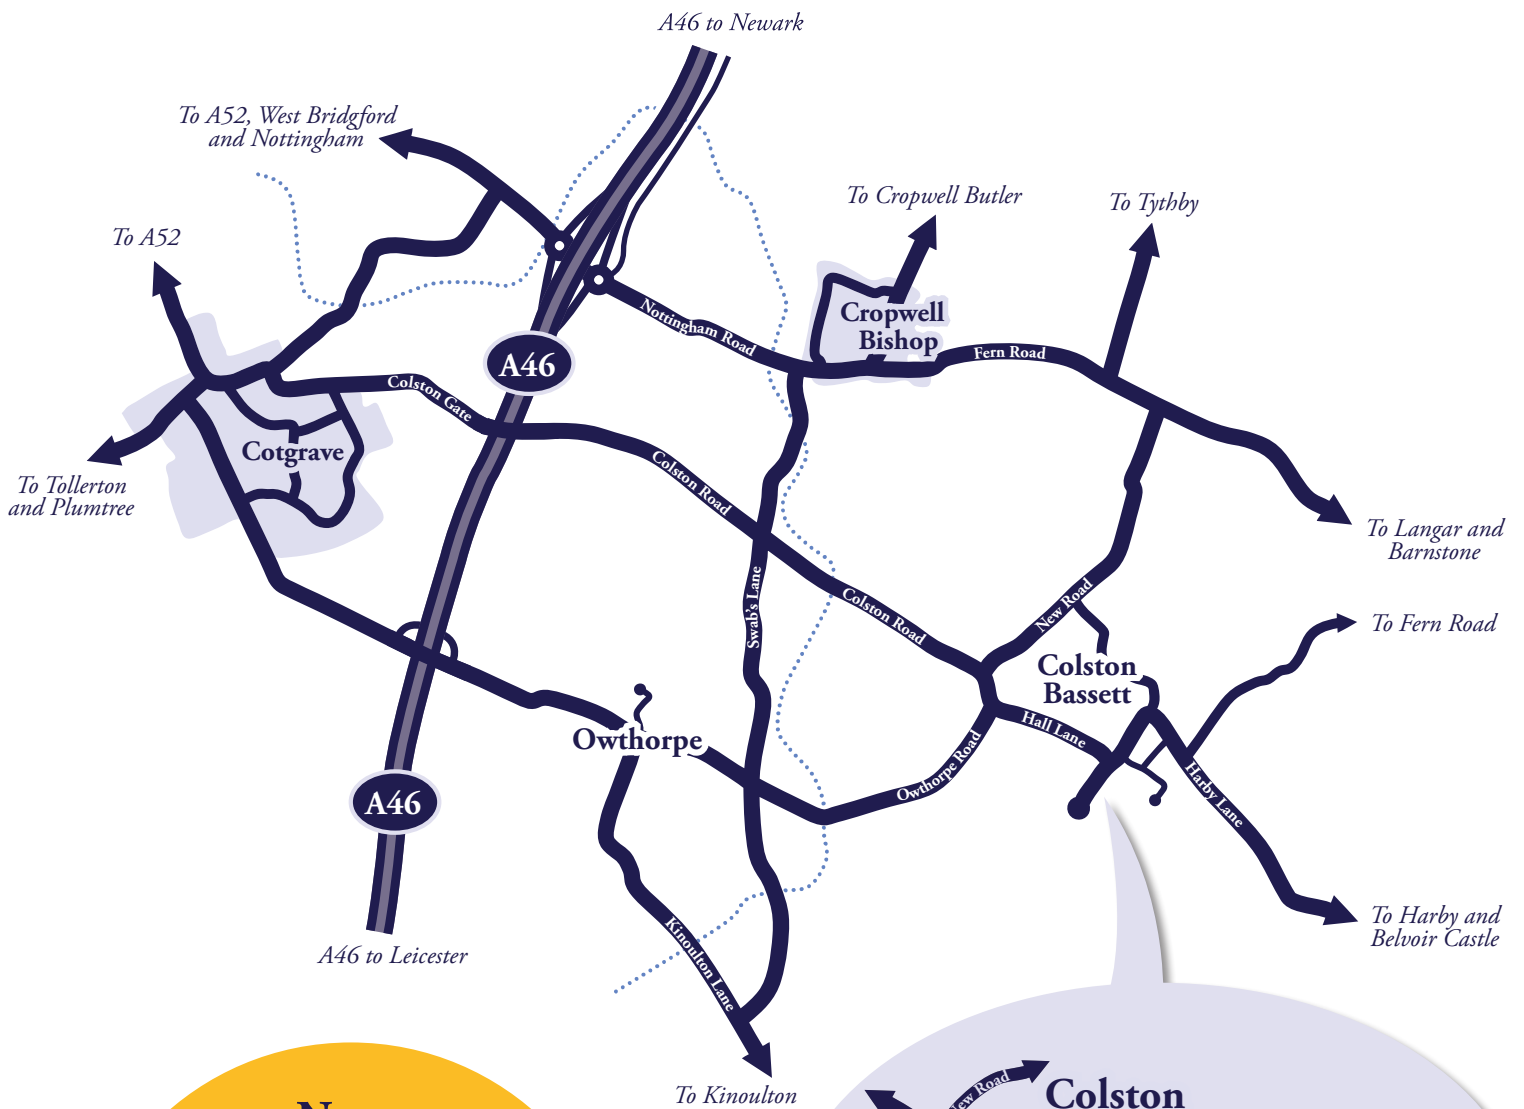 A46 to Newark
To A52, West Bridgford
and Nottingham
To Cropwell Butler
To Tythby
To A52
Nottingham Road
Cropwell
Bishop
Fern Road
A46
Colston Gate
Cotgrave
To Tollerton
and Plumtree
Colston Road
To Langar and
Barnstone
Swab's Lane
Colston Road
New Road
To Fern Road
Colston
Bassett
Hall Lane
Owthorpe
Owthorpe Road
Harby Lane
A46
To Harby and
Belvoir Castle
A46 to Leicester
Kinoulton Lane
To Kinoulton
New Road
Colston